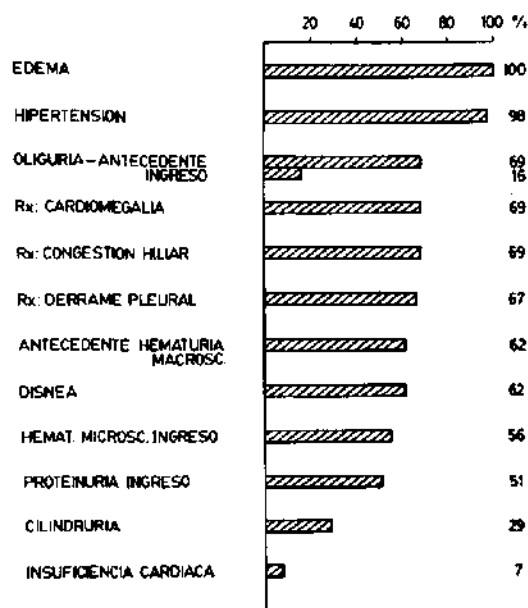 20 40 60 80 100 %
EDEMA 100
HIPERTENSION 98
OLIGURIA-ANTECEDENTE 69
INGRESO 16
Rx: CARDIOMEGALIA 69
Rx: CONGESTION HILIAR 69
Rx: DERRAME PLEURAL 67
ANTECEDENTE HEMATURIA 62
MACROSC.
DISNEA 62
HEMAT. MICROSC. INGRESO 56
PROTEINURIA INGRESO 51
CILINDRURIA 29
INSUFICIENCIA CARDIACA 7